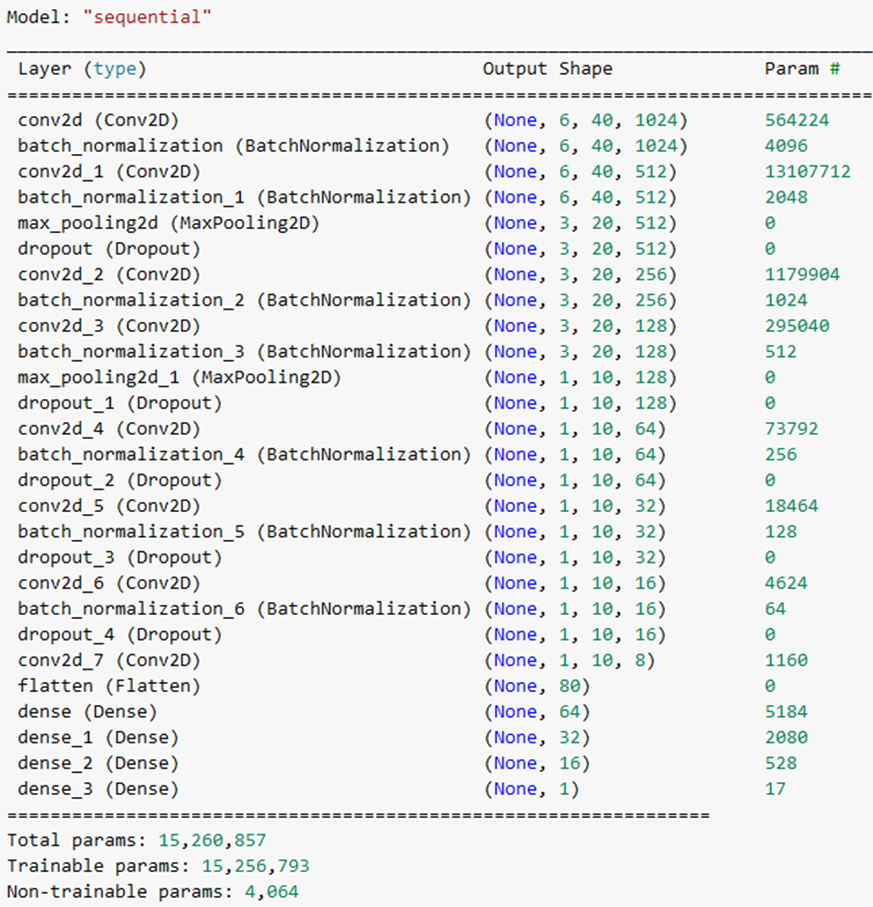 Model: "sequential"
Layer (type) Output Shape Param #
================================================================================
conv2d (Conv2D) (None, 6, 40, 1024) 564224
batch_normalization (BatchNormalization) (None, 6, 40, 1024) 4096
conv2d_1 (Conv2D) (None, 6, 40, 512) 13107712
batch_normalization_1 (BatchNormalization) (None, 6, 40, 512) 2048
max_pooling2d (MaxPooling2D) (None, 3, 20, 512) 0
dropout (Dropout) (None, 3, 20, 512) 0
conv2d_2 (Conv2D) (None, 3, 20, 256) 1179904
batch_normalization_2 (BatchNormalization) (None, 3, 20, 256) 1024
conv2d_3 (Conv2D) (None, 3, 20, 128) 295040
batch_normalization_3 (BatchNormalization) (None, 3, 20, 128) 512
max_pooling2d_1 (MaxPooling2D) (None, 1, 10, 128) 0
dropout_1 (Dropout) (None, 1, 10, 128) 0
conv2d_4 (Conv2D) (None, 1, 10, 64) 73792
batch_normalization_4 (BatchNormalization) (None, 1, 10, 64) 256
dropout_2 (Dropout) (None, 1, 10, 64) 0
conv2d_5 (Conv2D) (None, 1, 10, 32) 18464
batch_normalization_5 (BatchNormalization) (None, 1, 10, 32) 128
dropout_3 (Dropout) (None, 1, 10, 32) 0
conv2d_6 (Conv2D) (None, 1, 10, 16) 4624
batch_normalization_6 (BatchNormalization) (None, 1, 10, 16) 64
dropout_4 (Dropout) (None, 1, 10, 16) 0
conv2d_7 (Conv2D) (None, 1, 10, 8) 1160
flatten (Flatten) (None, 80) 0
dense (Dense) (None, 64) 5184
dense_1 (Dense) (None, 32) 2080
dense_2 (Dense) (None, 16) 528
dense_3 (Dense) (None, 1) 17
=================================================================
Total params: 15,260,857
Trainable params: 15,256,793
Non-trainable params: 4,064